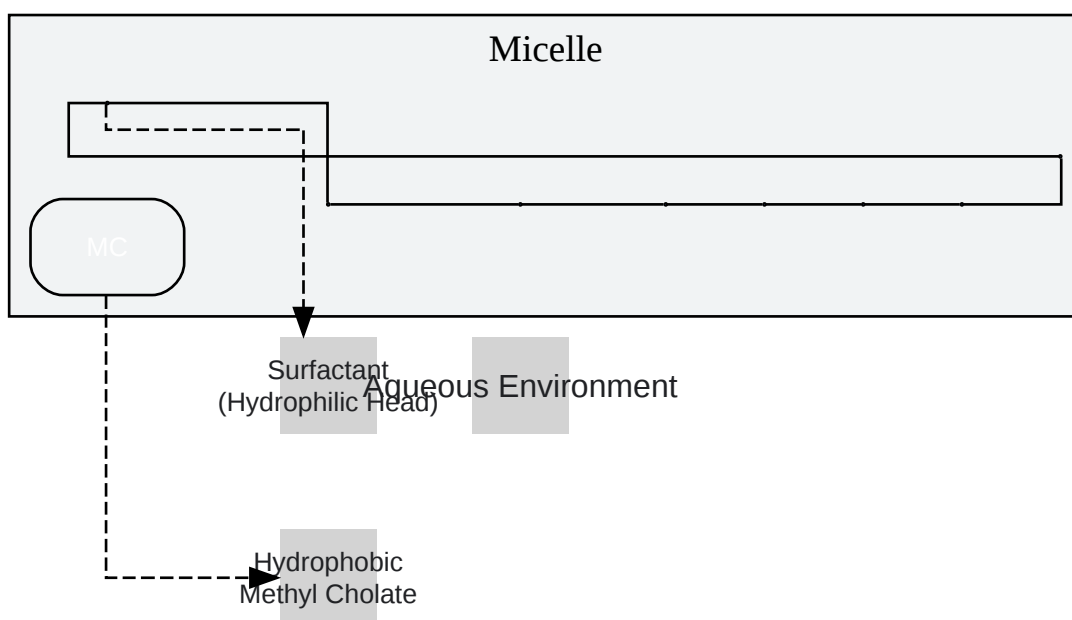 Micelle
MC
Surfactant
(Hydrophilic Head)
Aqueous Environment
Hydrophobic
Methyl Cholate